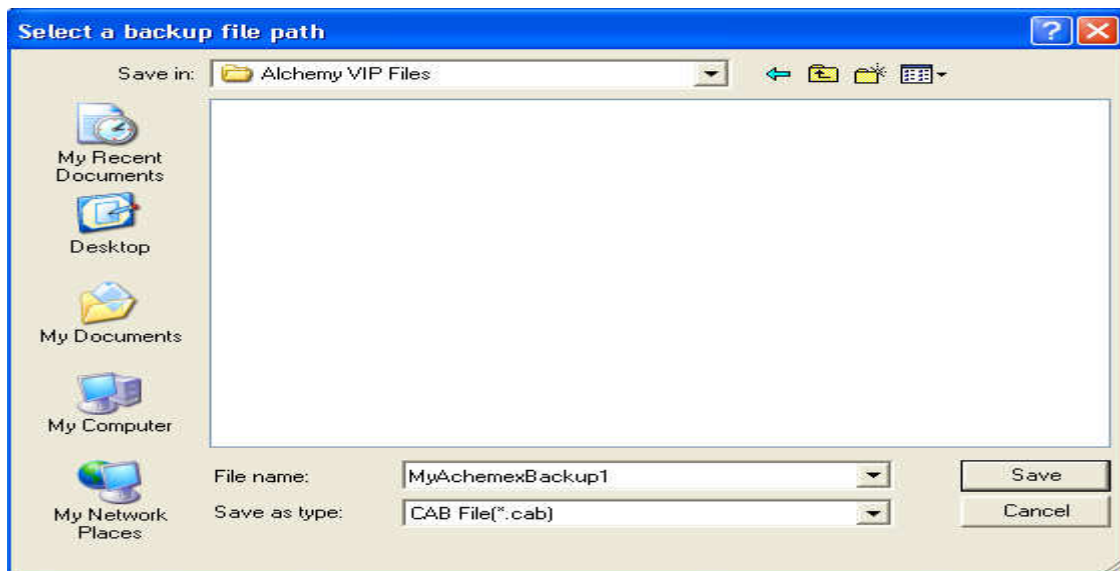 Select a backup file path
Save in:
Alchemy VIP Files
My Recent
Documents
Desktop
My Documents
My Computer
My Network
Places
File name:
MyAchemexBackup1
Save
Save as type:
CAB File(*.cab)
Cancel